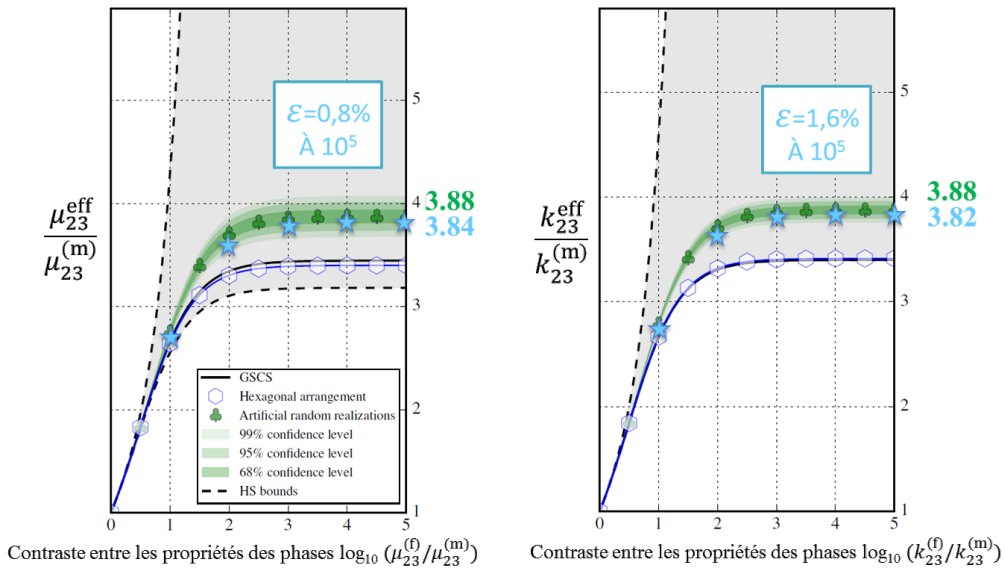 μ₂₃^eff / μ₂₃^(m)
ε=0,8%
À 10⁵
5
4
3
2
1
3.88
3.84
GSCS
Hexagonal arrangement
Artificial random realizations
99% confidence level
95% confidence level
68% confidence level
HS bounds
0 1 2 3 4 5
Contraste entre les propriétés des phases log₁₀ (μ₂₃^(f)/μ₂₃^(m))
k₂₃^eff / k₂₃^(m)
ε=1,6%
À 10⁵
5
4
3
2
1
3.88
3.82
0 1 2 3 4 5
Contraste entre les propriétés des phases log₁₀ (k₂₃^(f)/k₂₃^(m))